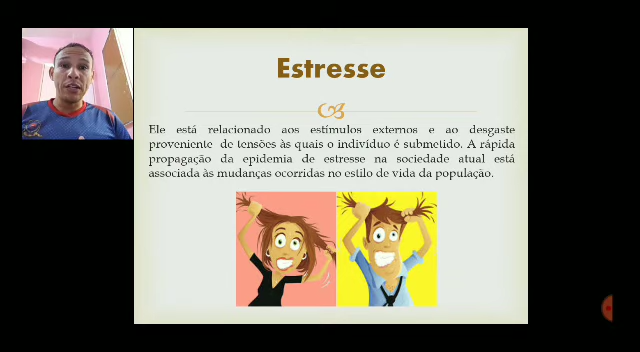 Estresse
Ele está relacionado aos estímulos externos e ao desgaste
proveniente de tensões às quais o indivíduo é submetido. A rápida
propagação da epidemia de estresse na sociedade atual está
associada às mudanças ocorridas no estilo de vida da população.